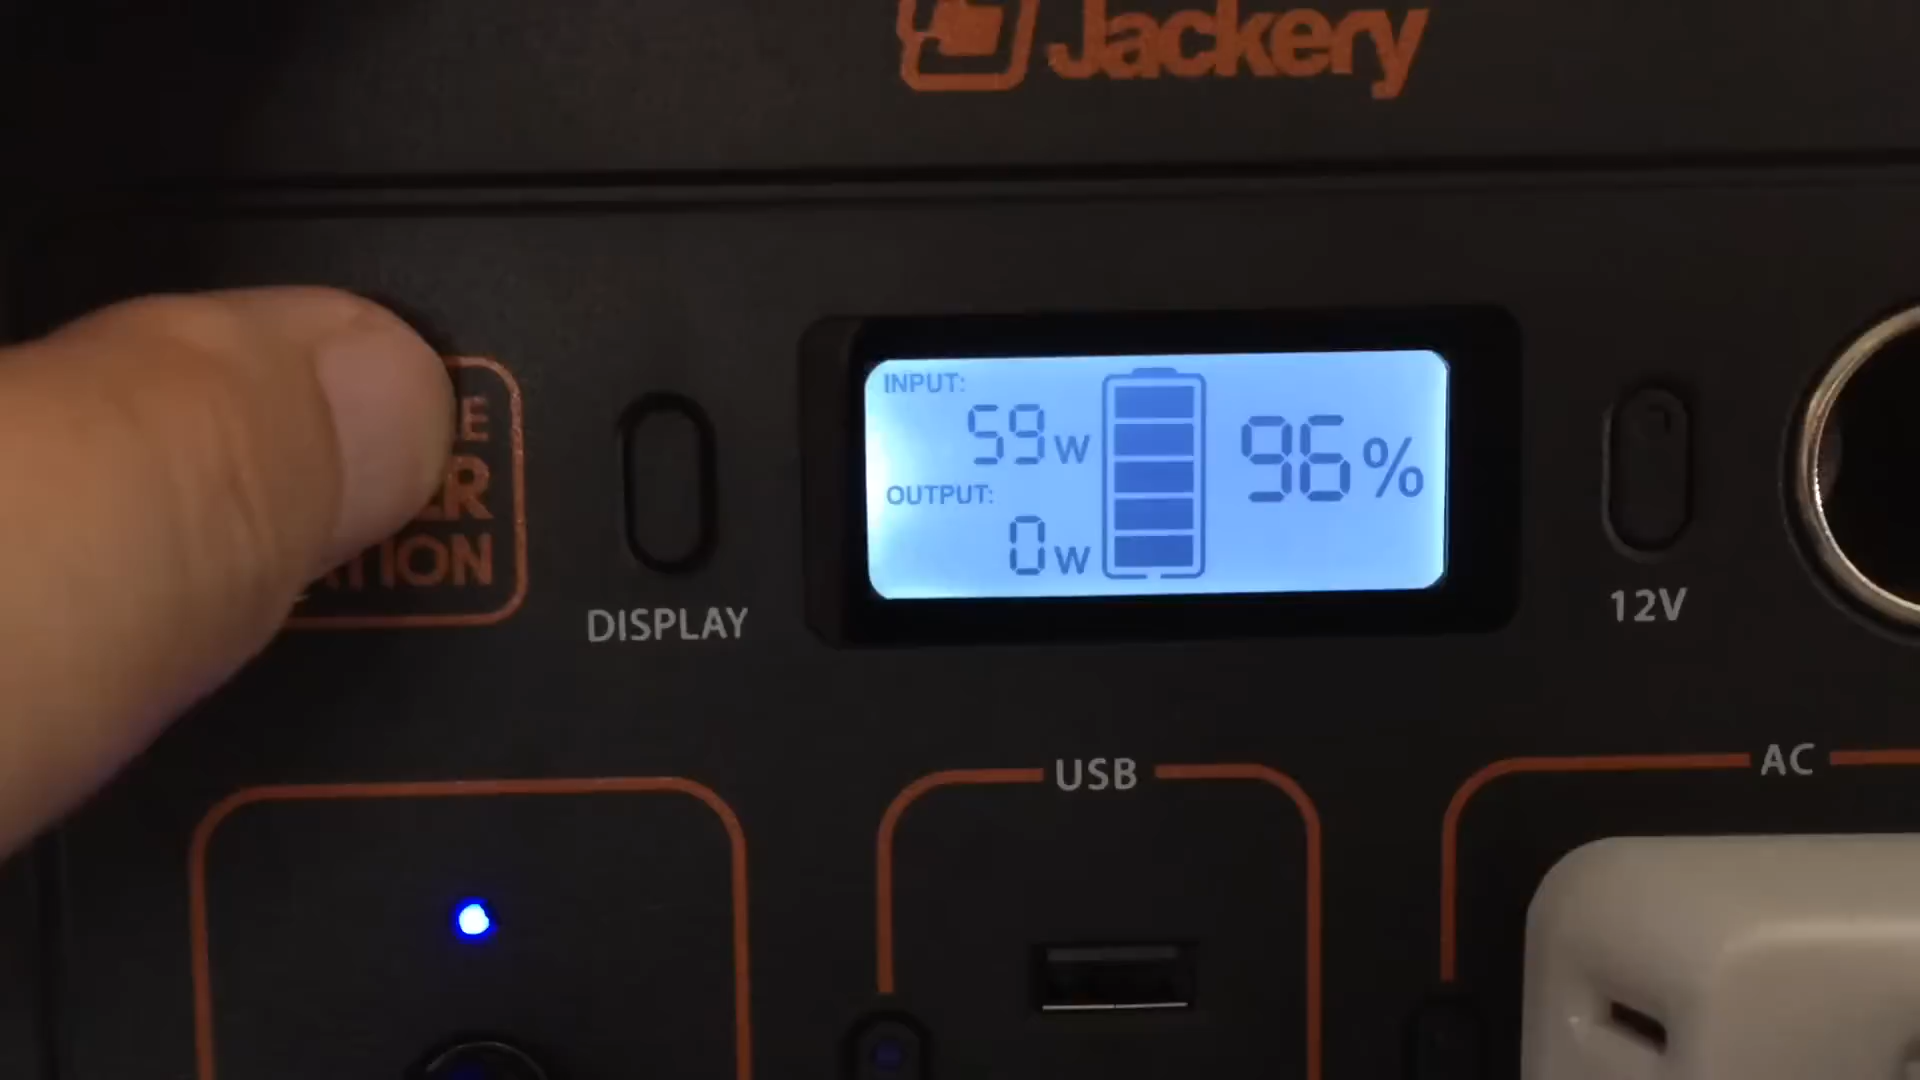 Jackery
INPUT:
59W
OUTPUT:
0W
96%
DISPLAY
12V
USB
AC